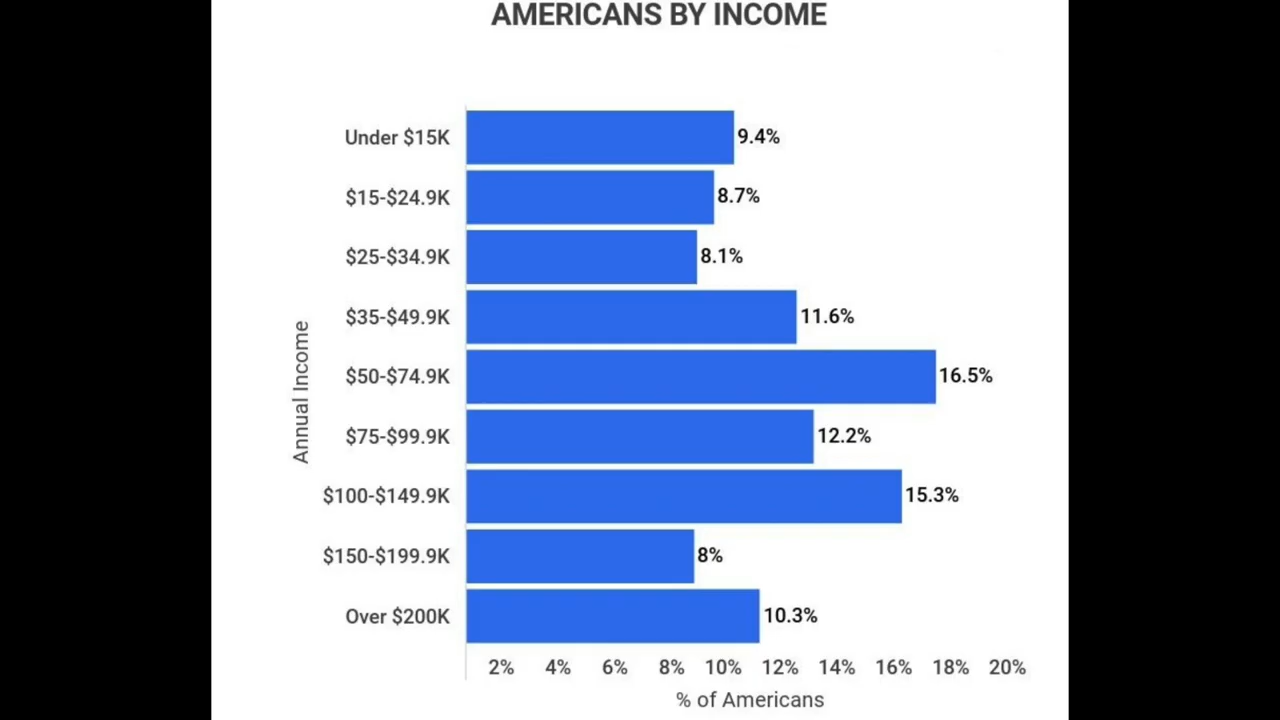 AMERICANS BY INCOME
Under $15K 9.4%
$15-$24.9K 8.7%
$25-$34.9K 8.1%
$35-$49.9K 11.6%
$50-$74.9K 16.5%
$75-$99.9K 12.2%
$100-$149.9K 15.3%
$150-$199.9K 8%
Over $200K 10.3%
Annual Income
2% 4% 6% 8% 10% 12% 14% 16% 18% 20%
% of Americans